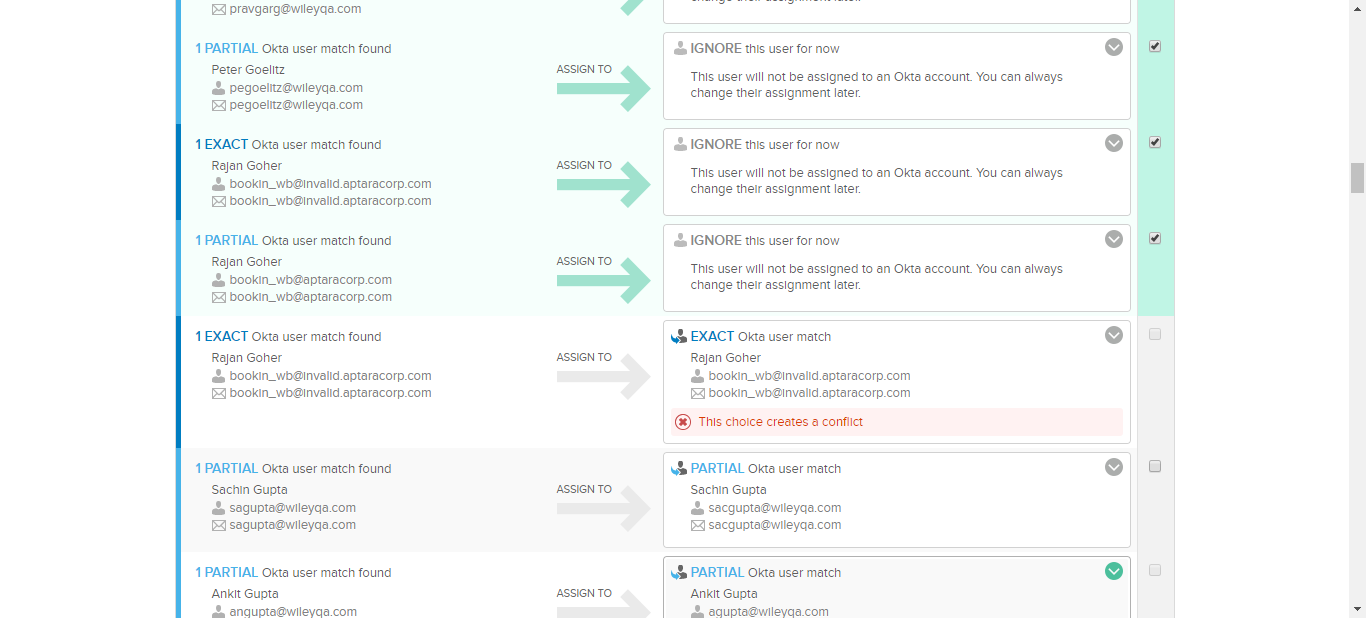 pravgarg@wileyqa.com
1 PARTIAL Okta user match found
Peter Goelitz
pegoelitz@wileyqa.com
pegoelitz@wileyqa.com
ASSIGN TO
IGNORE this user for now
This user will not be assigned to an Okta account. You can always
change their assignment later.
1 EXACT Okta user match found
Rajan Goher
bookin_wb@invalid.aptaracorp.com
bookin_wb@invalid.aptaracorp.com
ASSIGN TO
IGNORE this user for now
This user will not be assigned to an Okta account. You can always
change their assignment later.
1 PARTIAL Okta user match found
Rajan Goher
bookin_wb@aptaracorp.com
bookin_wb@aptaracorp.com
ASSIGN TO
IGNORE this user for now
This user will not be assigned to an Okta account. You can always
change their assignment later.
1 EXACT Okta user match found
Rajan Goher
bookin_wb@invalid.aptaracorp.com
bookin_wb@invalid.aptaracorp.com
ASSIGN TO
EXACT Okta user match
Rajan Goher
bookin_wb@invalid.aptaracorp.com
bookin_wb@invalid.aptaracorp.com
This choice creates a conflict
1 PARTIAL Okta user match found
Sachin Gupta
sagupta@wileyqa.com
sagupta@wileyqa.com
ASSIGN TO
PARTIAL Okta user match
Sachin Gupta
sacgupta@wileyqa.com
sacgupta@wileyqa.com
1 PARTIAL Okta user match found
Ankit Gupta
angupta@wileyqa.com
ASSIGN TO
PARTIAL Okta user match
Ankit Gupta
agupta@wileyqa.com